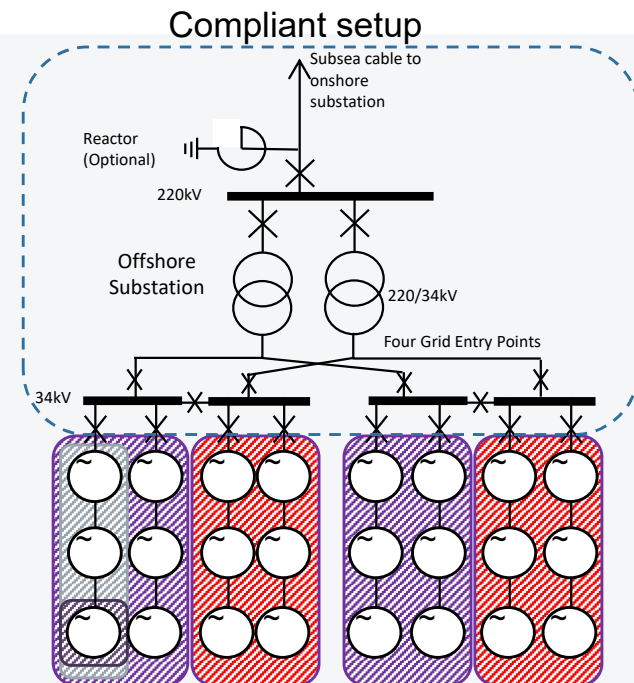 Compliant setup
Subsea cable to
onshore
substation
Reactor
(Optional)
220kV
Offshore
Substation
220/34kV
Four Grid Entry Points
34kV
~ ~ ~ ~ ~ ~ ~ ~
~ ~ ~ ~ ~ ~ ~ ~
~ ~ ~ ~ ~ ~ ~ ~